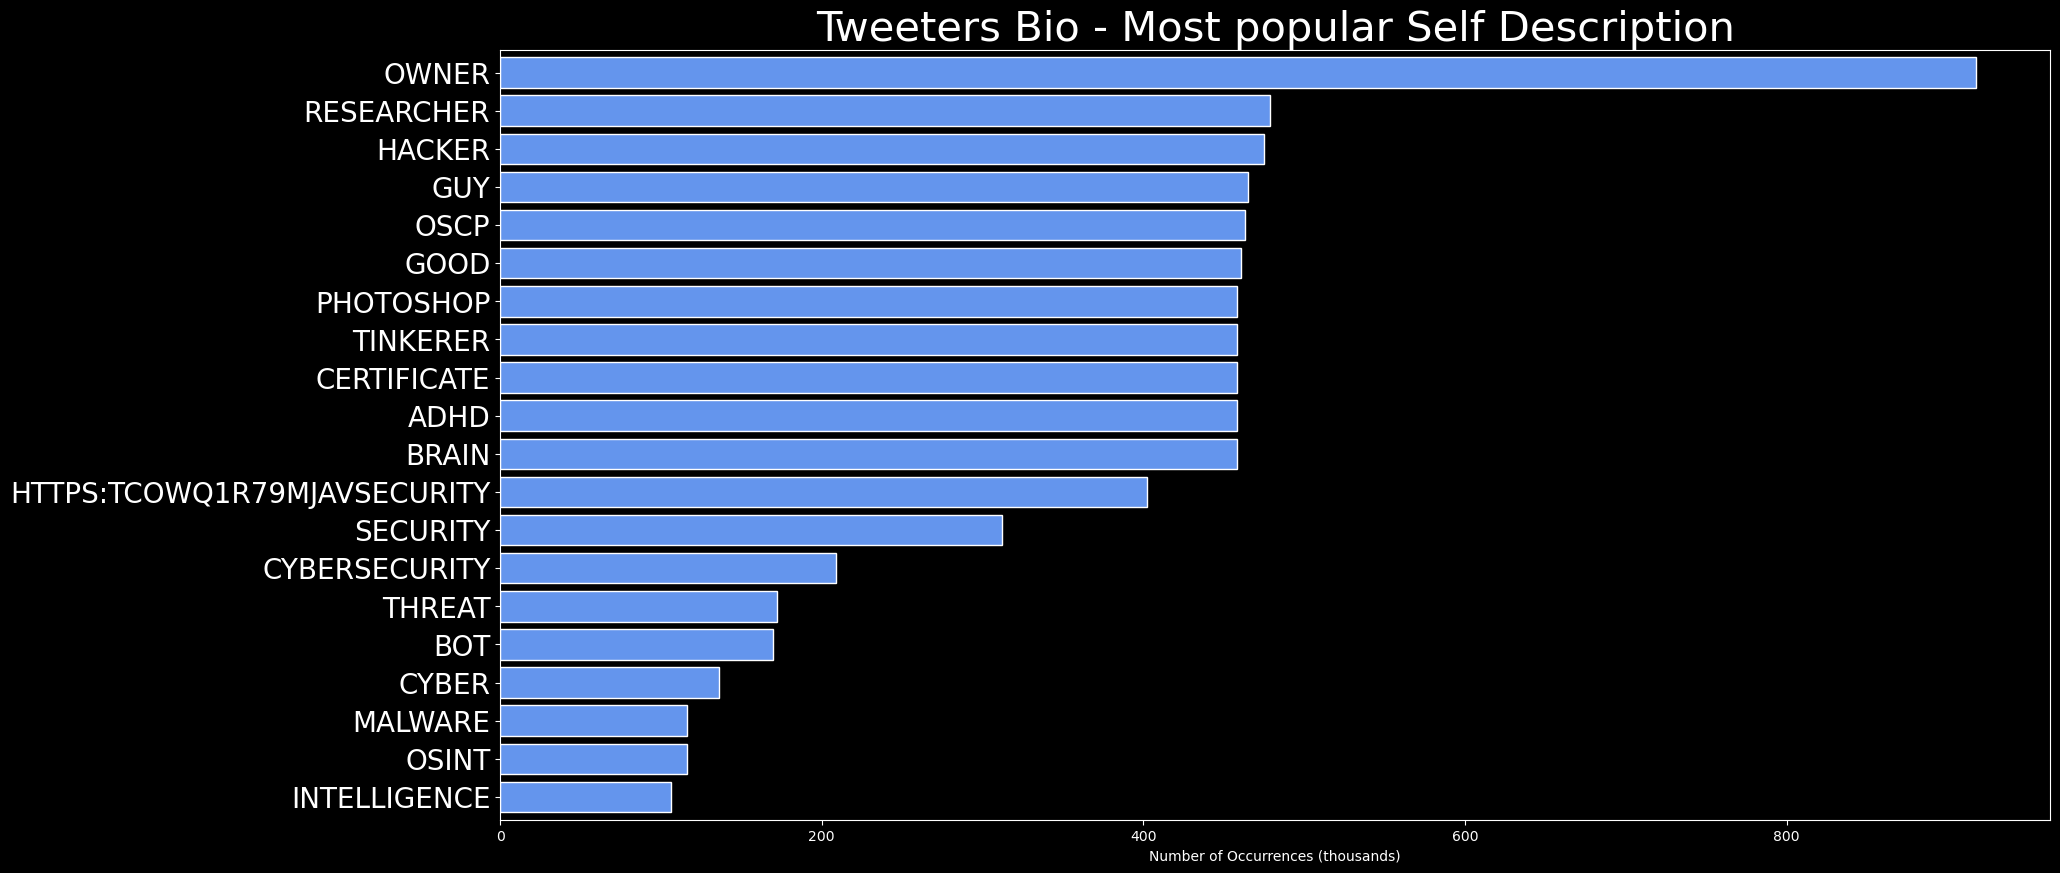 Tweeters Bio - Most popular Self Description
OWNER
RESEARCHER
HACKER
GUY
OSCP
GOOD
PHOTOSHOP
TINKERER
CERTIFICATE
ADHD
BRAIN
HTTPS:TCOWQ1R79MJAVSECURITY
SECURITY
CYBERSECURITY
THREAT
BOT
CYBER
MALWARE
OSINT
INTELLIGENCE
0 200 400 600 800
Number of Occurrences (thousands)